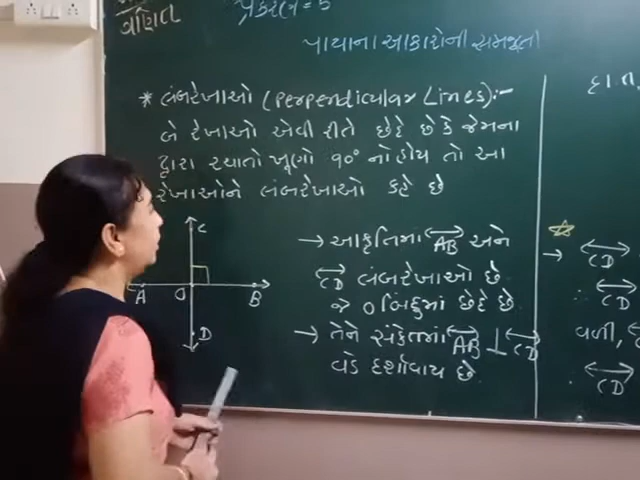 ગણિત
પ્રકરણ = 5
પાયાના આકારોની સમજૂતી
* લંબરેખાઓ (Perpendicular Lines):-
બે રેખાઓ એવી રીતે છેદે છે કે જેમના
દ્વારા રચાતો ખૂણો ૧૦° નો હોય તો આ
રેખાઓને લંબરેખાઓ કહે છે
C
A O B
D
→ આકૃતિમાં AB અને
CD લંબરેખાઓ છે
જે O બિંદુમાં છેદે છે
→ તેને સંકેતમાં AB ⊥ CD
વડે દર્શાવાય છે
→ CD
∴ CD
વળી,
∴ CD